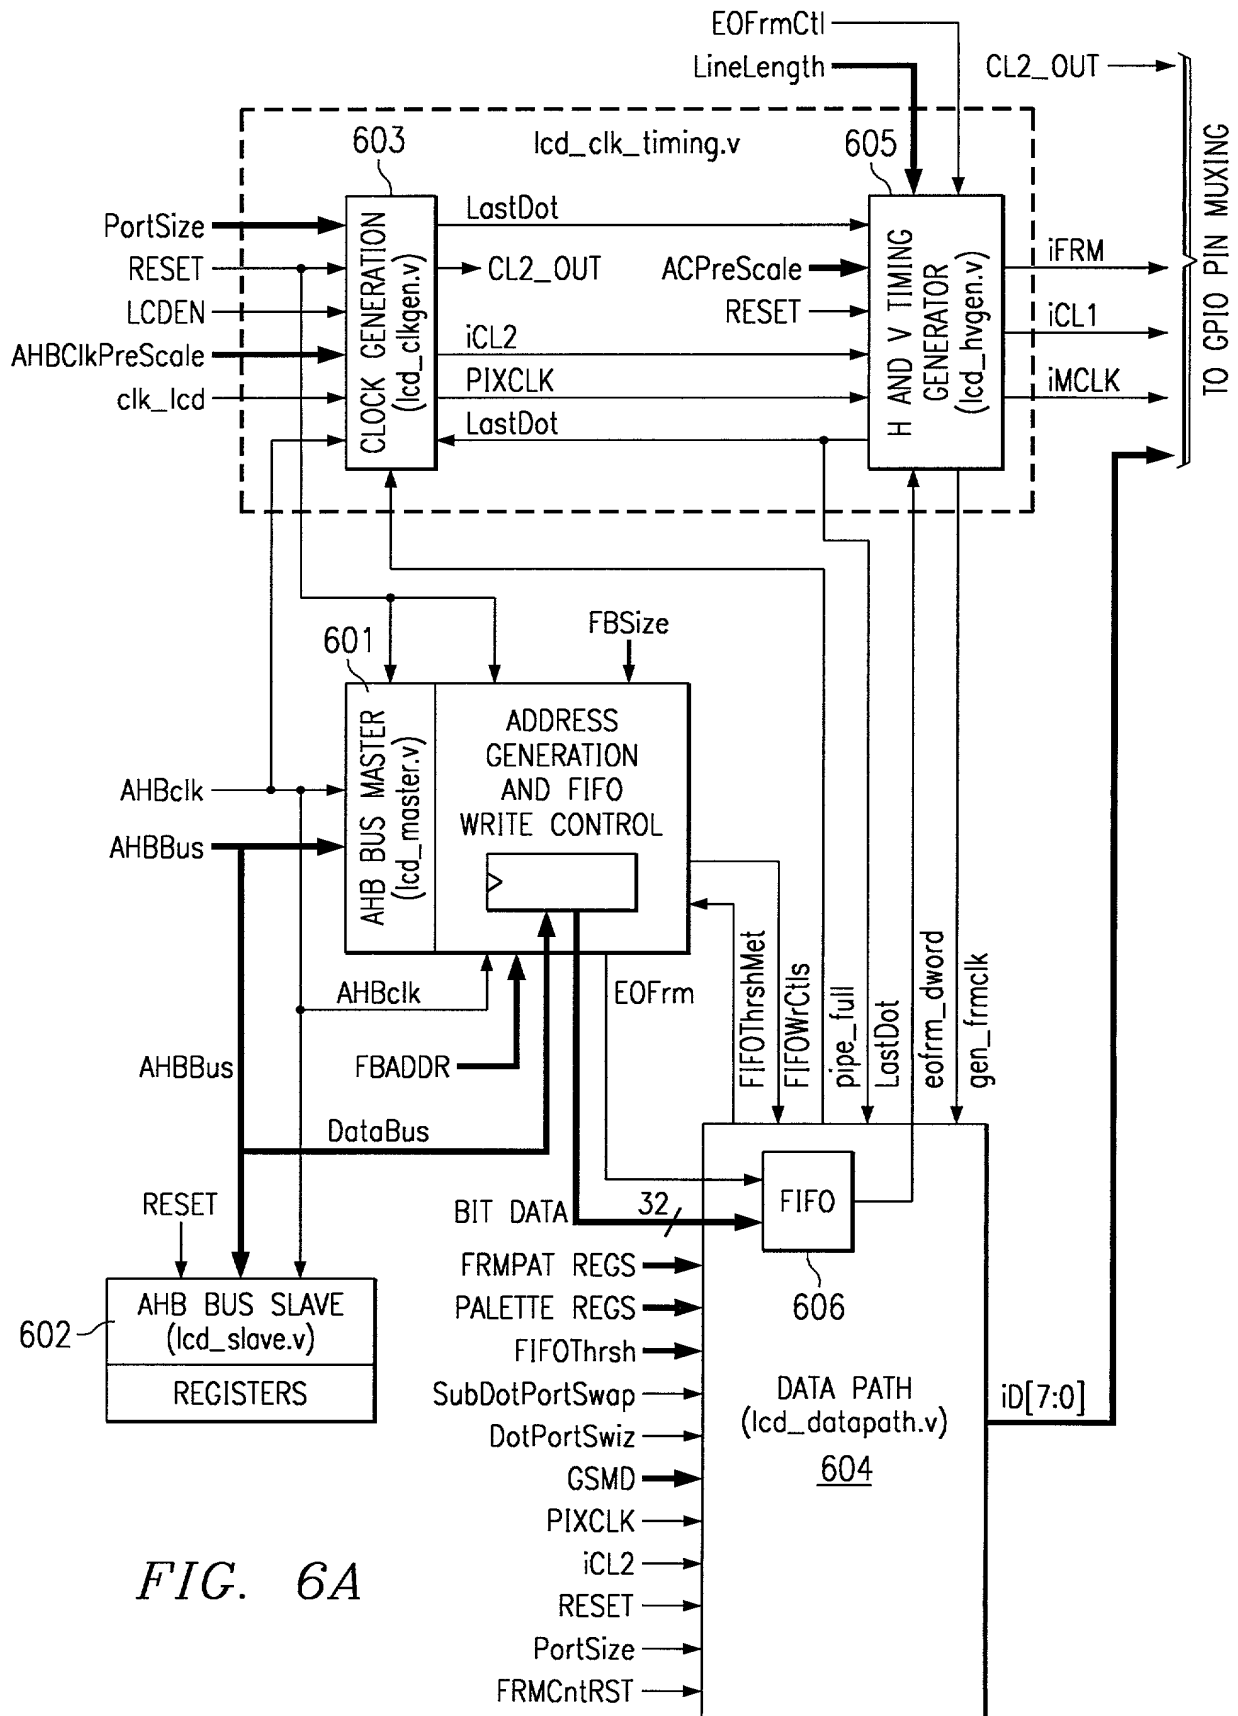 EOFrmCtl
LineLength
CL2_OUT
TO GPIO PIN MUXING
603
lcd_clk_timing.v
605
PortSize
RESET
LCDEN
AHBClkPreScale
clk_lcd
CLOCK GENERATION
(lcd_clkgen.v)
LastDot
CL2_OUT
iCL2
PIXCLK
LastDot
ACPreScale
RESET
H AND V TIMING
GENERATOR
(lcd_hvgen.v)
iFRM
iCL1
iMCLK
601
FBSize
AHB BUS MASTER
(lcd_master.v)
ADDRESS
GENERATION
AND FIFO
WRITE CONTROL
AHBclk
AHBBus
AHBclk
EOFrm
FIFOThrshMet
FIFOWrCtls
pipe_full
LastDot
eofrm_dword
gen_frmclk
AHBBus
FBADDR
DataBus
RESET
BIT DATA
32
FIFO
606
602
AHB BUS SLAVE
(lcd_slave.v)
REGISTERS
FRMPAT REGS
PALETTE REGS
FIFOThrsh
SubDotPortSwap
DotPortSwiz
GSMD
PIXCLK
iCL2
RESET
PortSize
FRMCntRST
DATA PATH
(lcd_datapath.v)
604
iD[7:0]
FIG. 6A